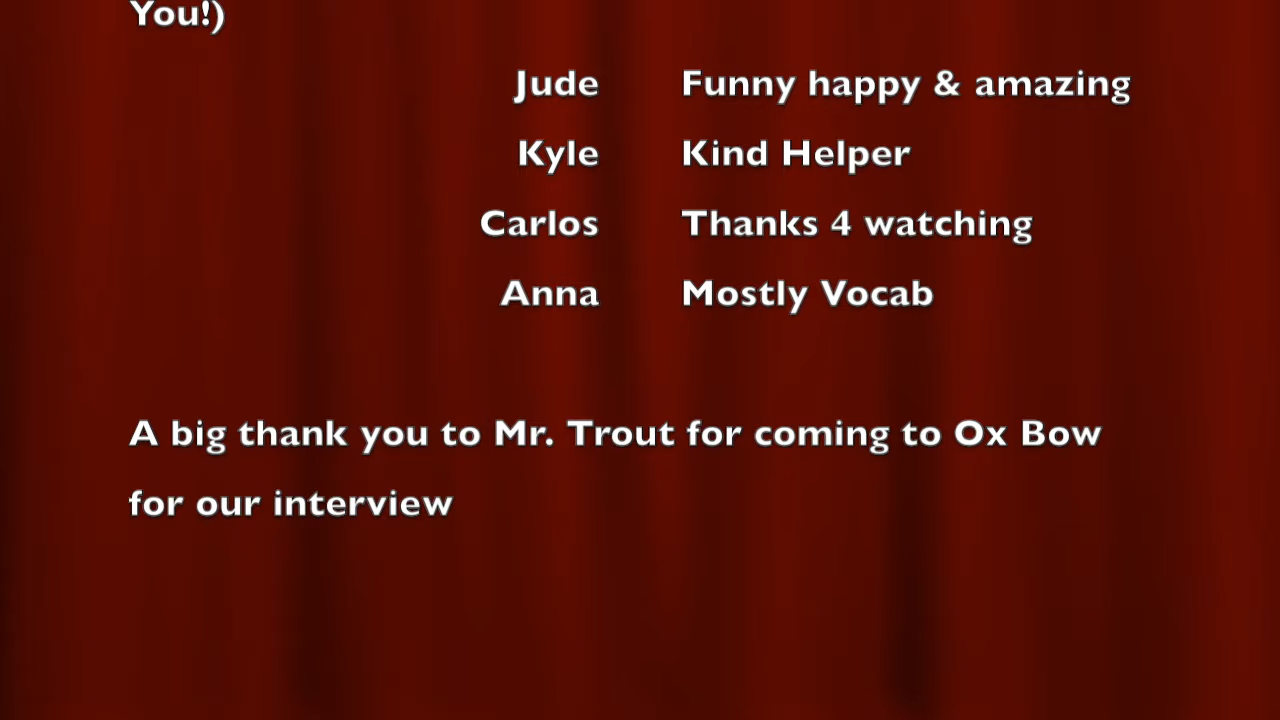 You!)
Jude Funny happy & amazing
Kyle Kind Helper
Carlos Thanks 4 watching
Anna Mostly Vocab
A big thank you to Mr. Trout for coming to Ox Bow
for our interview